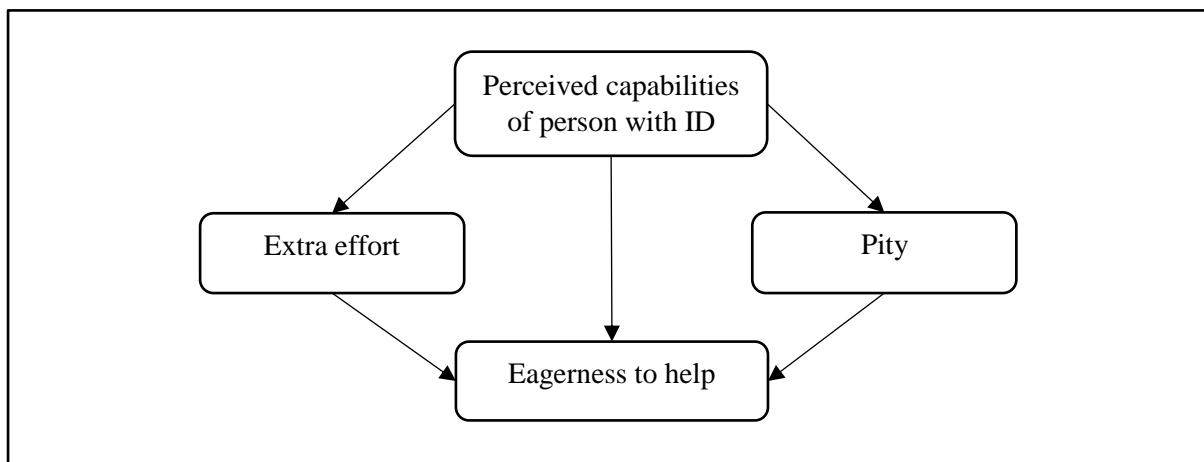 Perceived capabilities
of person with ID
Extra effort
Pity
Eagerness to help